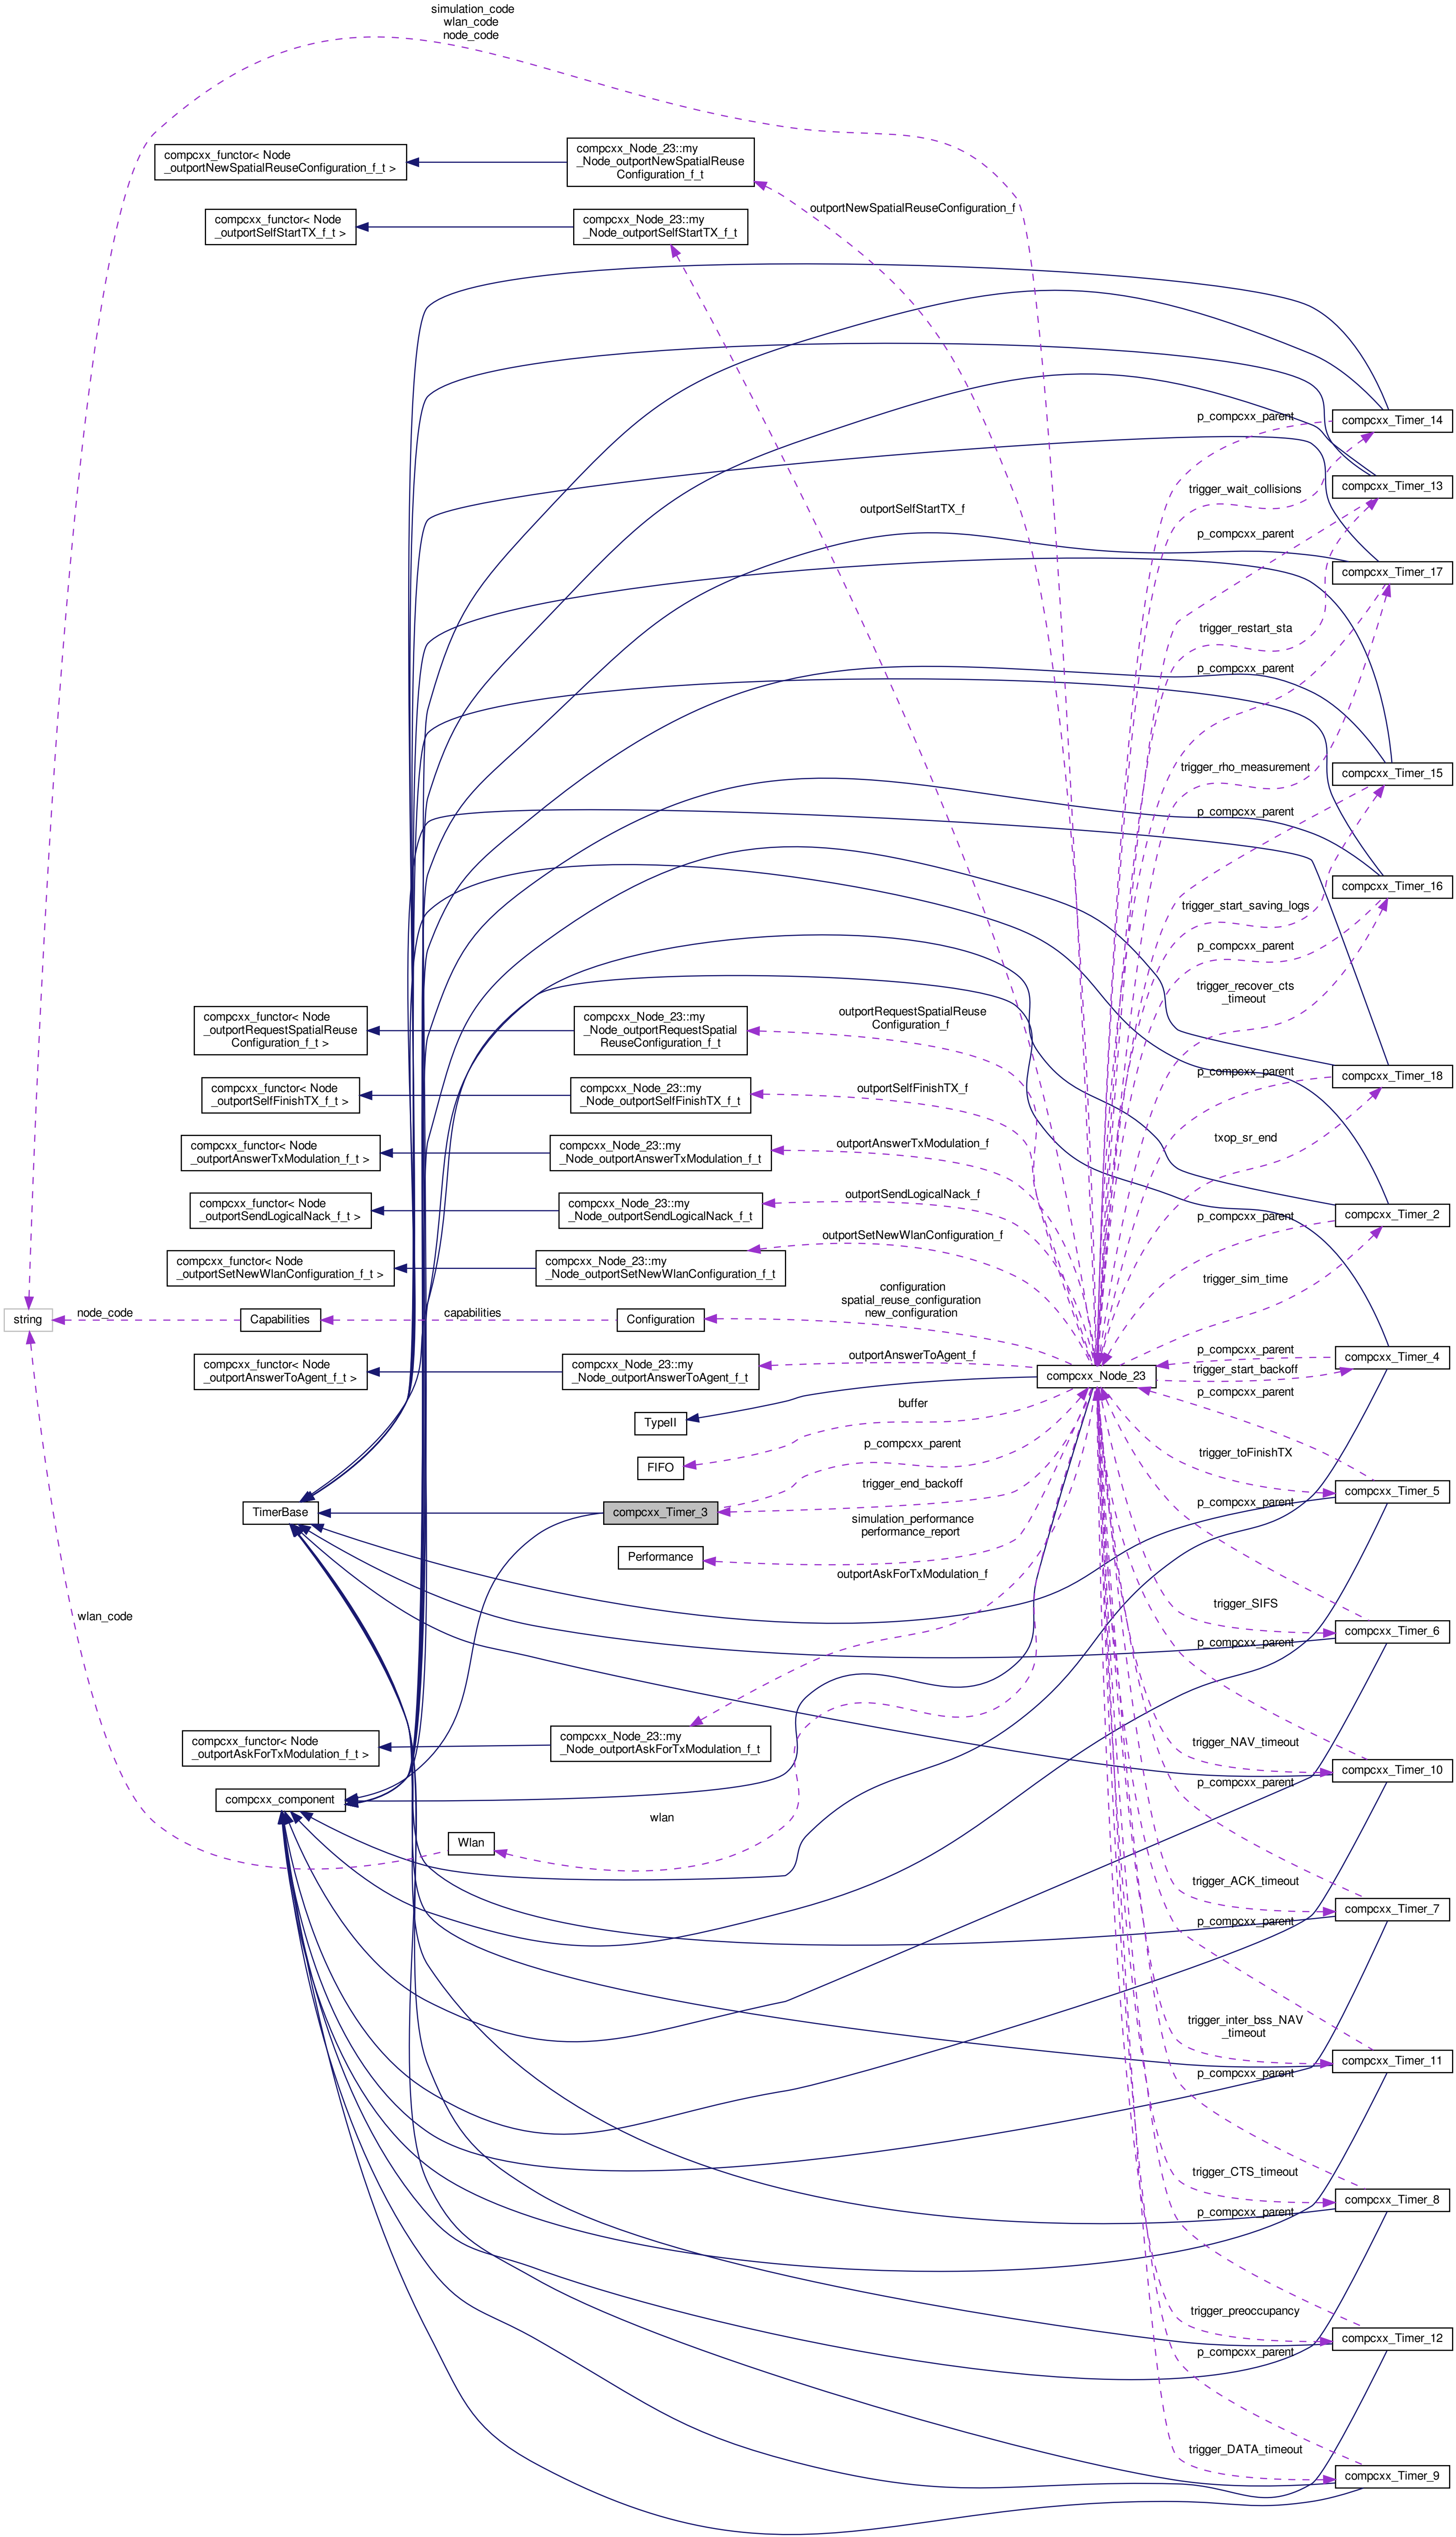 simulation_code
wlan_code
node_code
compcxx_functor< Node
_outportNewSpatialReuseConfiguration_f_t >
compcxx_Node_23::my
_Node_outportNewSpatialReuse
Configuration_f_t
outportNewSpatialReuseConfiguration_f
compcxx_functor< Node
_outportSelfStartTX_f_t >
compcxx_Node_23::my
_Node_outportSelfStartTX_f_t
p_compcxx_parent
compcxx_Timer_14
trigger_wait_collisions
compcxx_Timer_13
outportSelfStartTX_f
p_compcxx_parent
compcxx_Timer_17
trigger_restart_sta
p_compcxx_parent
trigger_rho_measurement
compcxx_Timer_15
p_compcxx_parent
compcxx_Timer_16
trigger_start_saving_logs
p_compcxx_parent
trigger_recover_cts
_timeout
compcxx_functor< Node
_outportRequestSpatialReuse
Configuration_f_t >
compcxx_Node_23::my
_Node_outportRequestSpatial
ReuseConfiguration_f_t
outportRequestSpatialReuse
Configuration_f
p_compcxx_parent
compcxx_Timer_18
compcxx_functor< Node
_outportSelfFinishTX_f_t >
compcxx_Node_23::my
_Node_outportSelfFinishTX_f_t
outportSelfFinishTX_f
compcxx_functor< Node
_outportAnswerTxModulation_f_t >
compcxx_Node_23::my
_Node_outportAnswerTxModulation_f_t
outportAnswerTxModulation_f
txop_sr_end
compcxx_functor< Node
_outportSendLogicalNack_f_t >
compcxx_Node_23::my
_Node_outportSendLogicalNack_f_t
outportSendLogicalNack_f
p_compcxx_parent
compcxx_Timer_2
compcxx_functor< Node
_outportSetNewWlanConfiguration_f_t >
compcxx_Node_23::my
_Node_outportSetNewWlanConfiguration_f_t
outportSetNewWlanConfiguration_f
trigger_sim_time
string
node_code
Capabilities
capabilities
Configuration
configuration
spatial_reuse_configuration
new_configuration
compcxx_functor< Node
_outportAnswerToAgent_f_t >
compcxx_Node_23::my
_Node_outportAnswerToAgent_f_t
outportAnswerToAgent_f
compcxx_Node_23
p_compcxx_parent
trigger_start_backoff
compcxx_Timer_4
p_compcxx_parent
TypeII
buffer
FIFO
p_compcxx_parent
trigger_toFinishTX
compcxx_Timer_5
trigger_end_backoff
TimerBase
compcxx_Timer_3
p_compcxx_parent
simulation_performance
performance_report
Performance
outportAskForTxModulation_f
wlan_code
trigger_SIFS
compcxx_Timer_6
p_compcxx_parent
compcxx_functor< Node
_outportAskForTxModulation_f_t >
compcxx_Node_23::my
_Node_outportAskForTxModulation_f_t
trigger_NAV_timeout
compcxx_Timer_10
p_compcxx_parent
compcxx_component
wlan
Wlan
trigger_ACK_timeout
compcxx_Timer_7
p_compcxx_parent
trigger_inter_bss_NAV
_timeout
compcxx_Timer_11
p_compcxx_parent
trigger_CTS_timeout
compcxx_Timer_8
p_compcxx_parent
trigger_preoccupancy
compcxx_Timer_12
p_compcxx_parent
trigger_DATA_timeout
compcxx_Timer_9